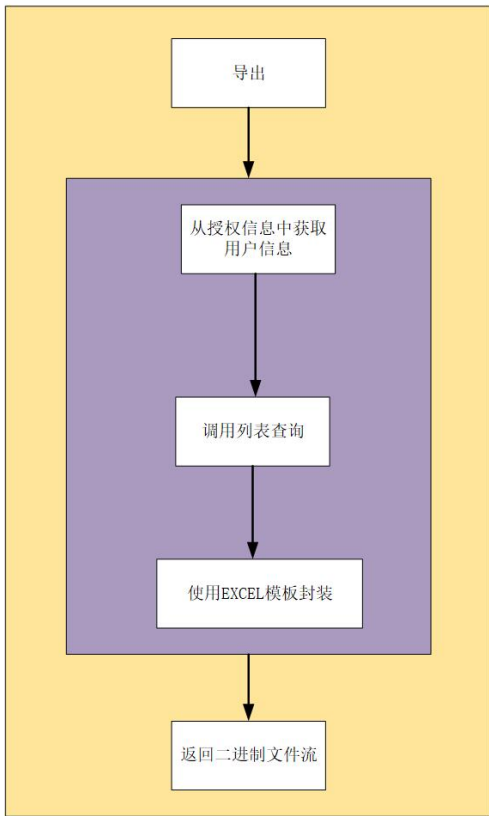 导出
从授权信息中获取
用户信息
调用列表查询
使用EXCEL模板封装
返回二进制文件流